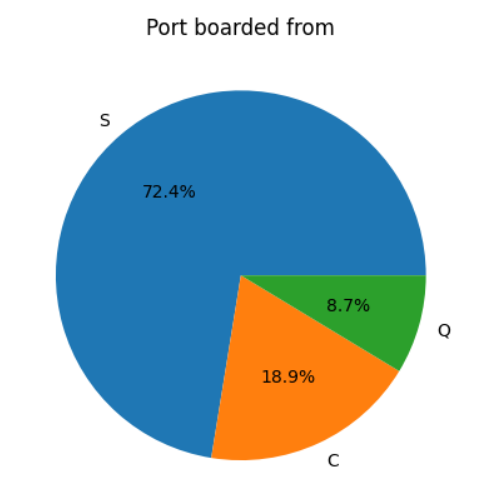 Port boarded from
S
72.4%
8.7%
Q
18.9%
C